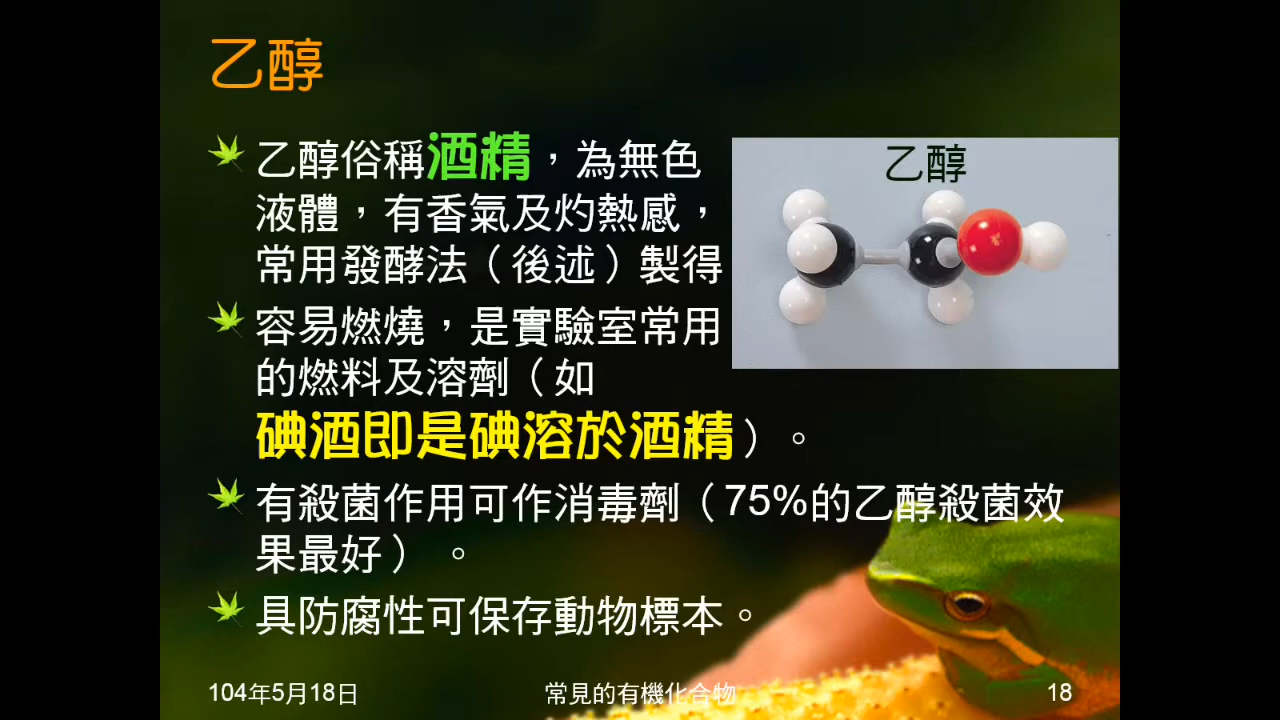 乙醇
乙醇俗稱酒精，為無色
液體，有香氣及灼熱感，
常用發酵法（後述）製得
容易燃燒，是實驗室常用
的燃料及溶劑（如
碘酒即是碘溶於酒精）。
有殺菌作用可作消毒劑（75%的乙醇殺菌效
果最好）。
具防腐性可保存動物標本。
乙醇
104年5月18日
常見的有機化合物
18